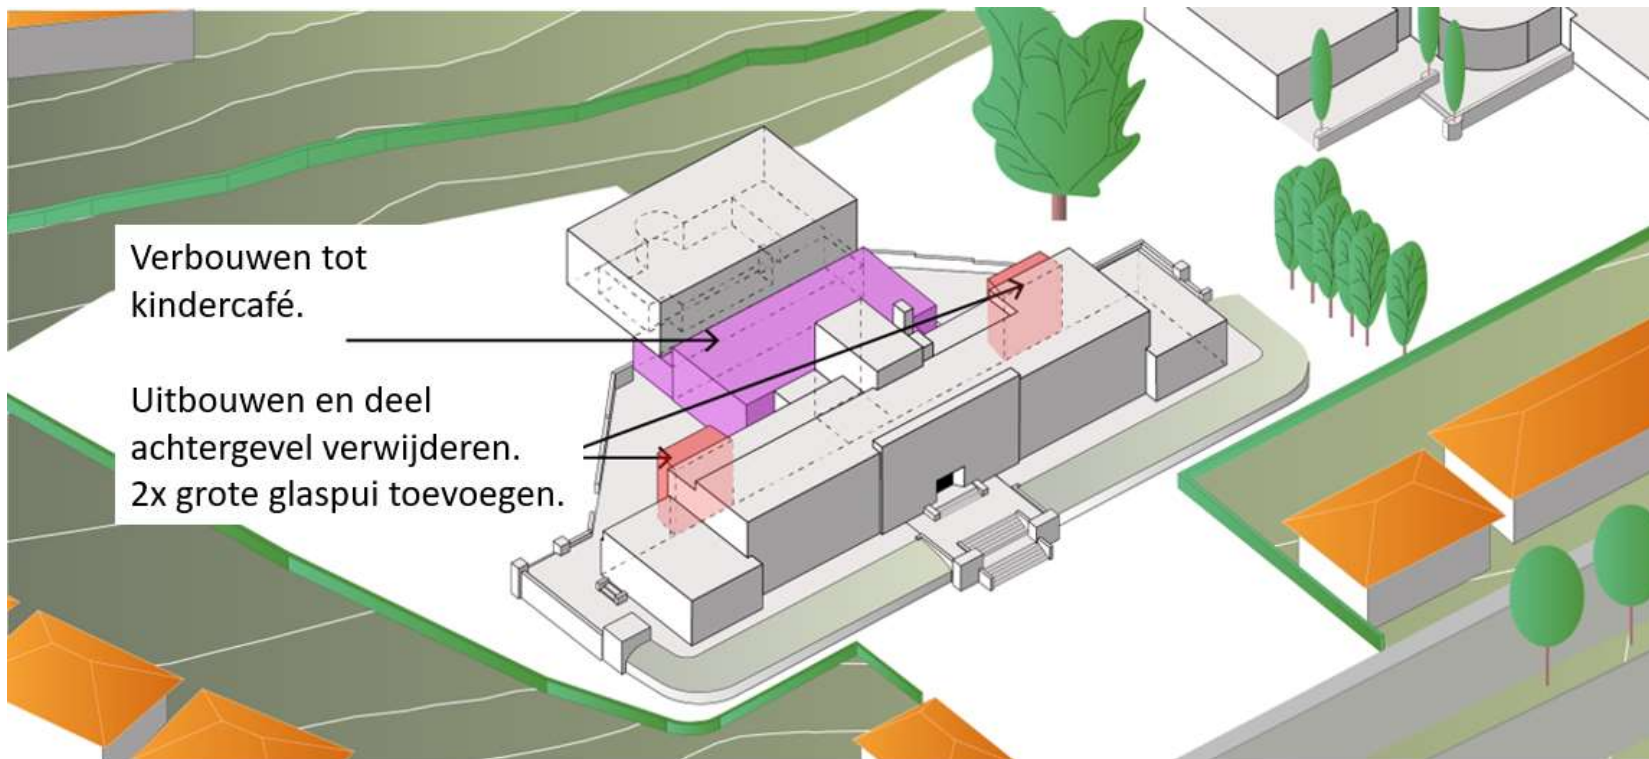 Verbouwen tot
kindercafé.
Uitbouwen en deel
achtergevel verwijderen.
2x grote glaspui toevoegen.